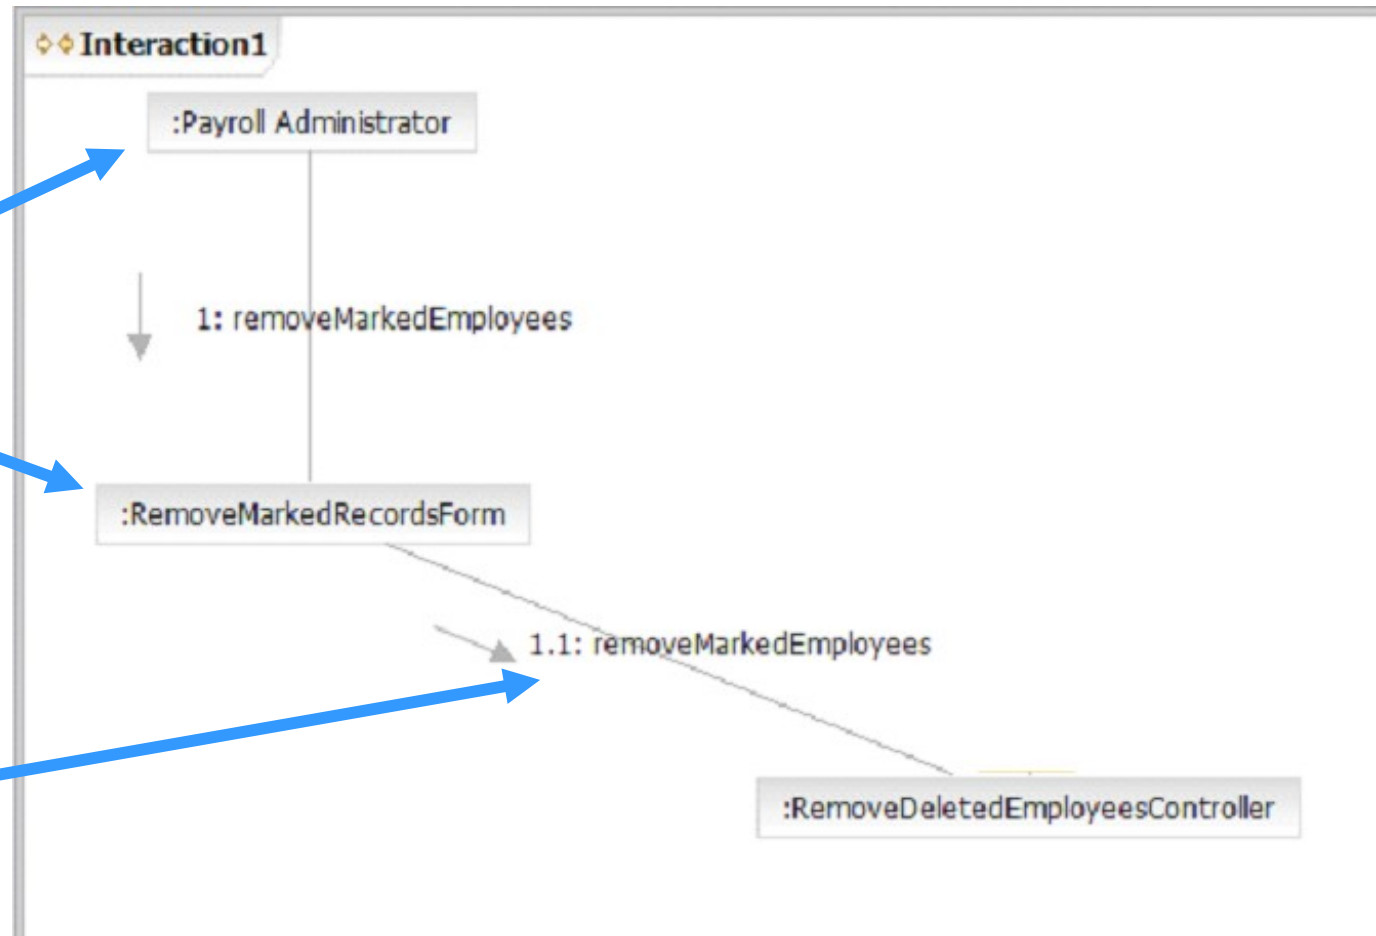 Interaction1
:Payroll Administrator
1: removeMarkedEmployees
:RemoveMarkedRecordsForm
1.1: removeMarkedEmployees
:RemoveDeletedEmployeesController